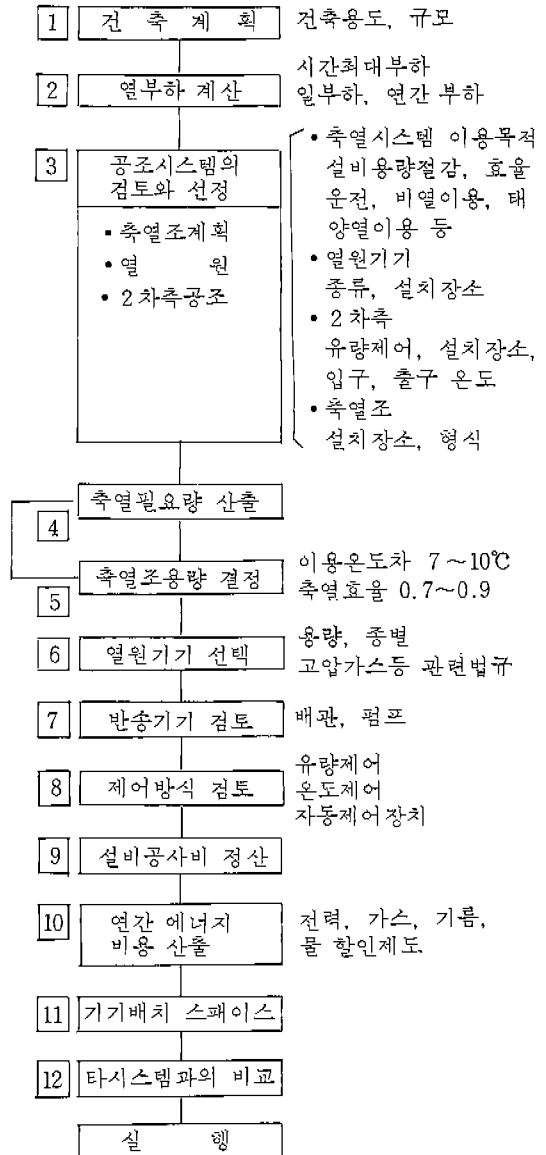 1 건 축 계 획 건축용도, 규모
시간최대부하
2 열부하 계산 일부하, 연간 부하
3 공조시스템의
검토와 선정
▪ 축열조계획
• 열 원
• 2차측공조
• 축열시스템 이용목적
설비용량절감, 효율
운전, 비열이용, 태
양열이용 등
• 열원기기
종류, 설치장소
• 2차측
유량제어, 설치장소,
입구, 출구 온도
• 축열조
설치장소, 형식
축열필요량 산출
4
축열조용량 결정
5
이용온도차 7~10℃
축열효율 0.7~0.9
6 열원기기 선택
용량, 종별
고압가스등 관련법규
7 반송기기 검토 배관, 펌프
8 제어방식 검토
유량제어
온도제어
자동제어장치
9 설비공사비 정산
10 연간 에너지
비용 산출
전력, 가스, 기름,
물 할인제도
11 기기배치 스패이스
12 타시스템과의 비교
실 행